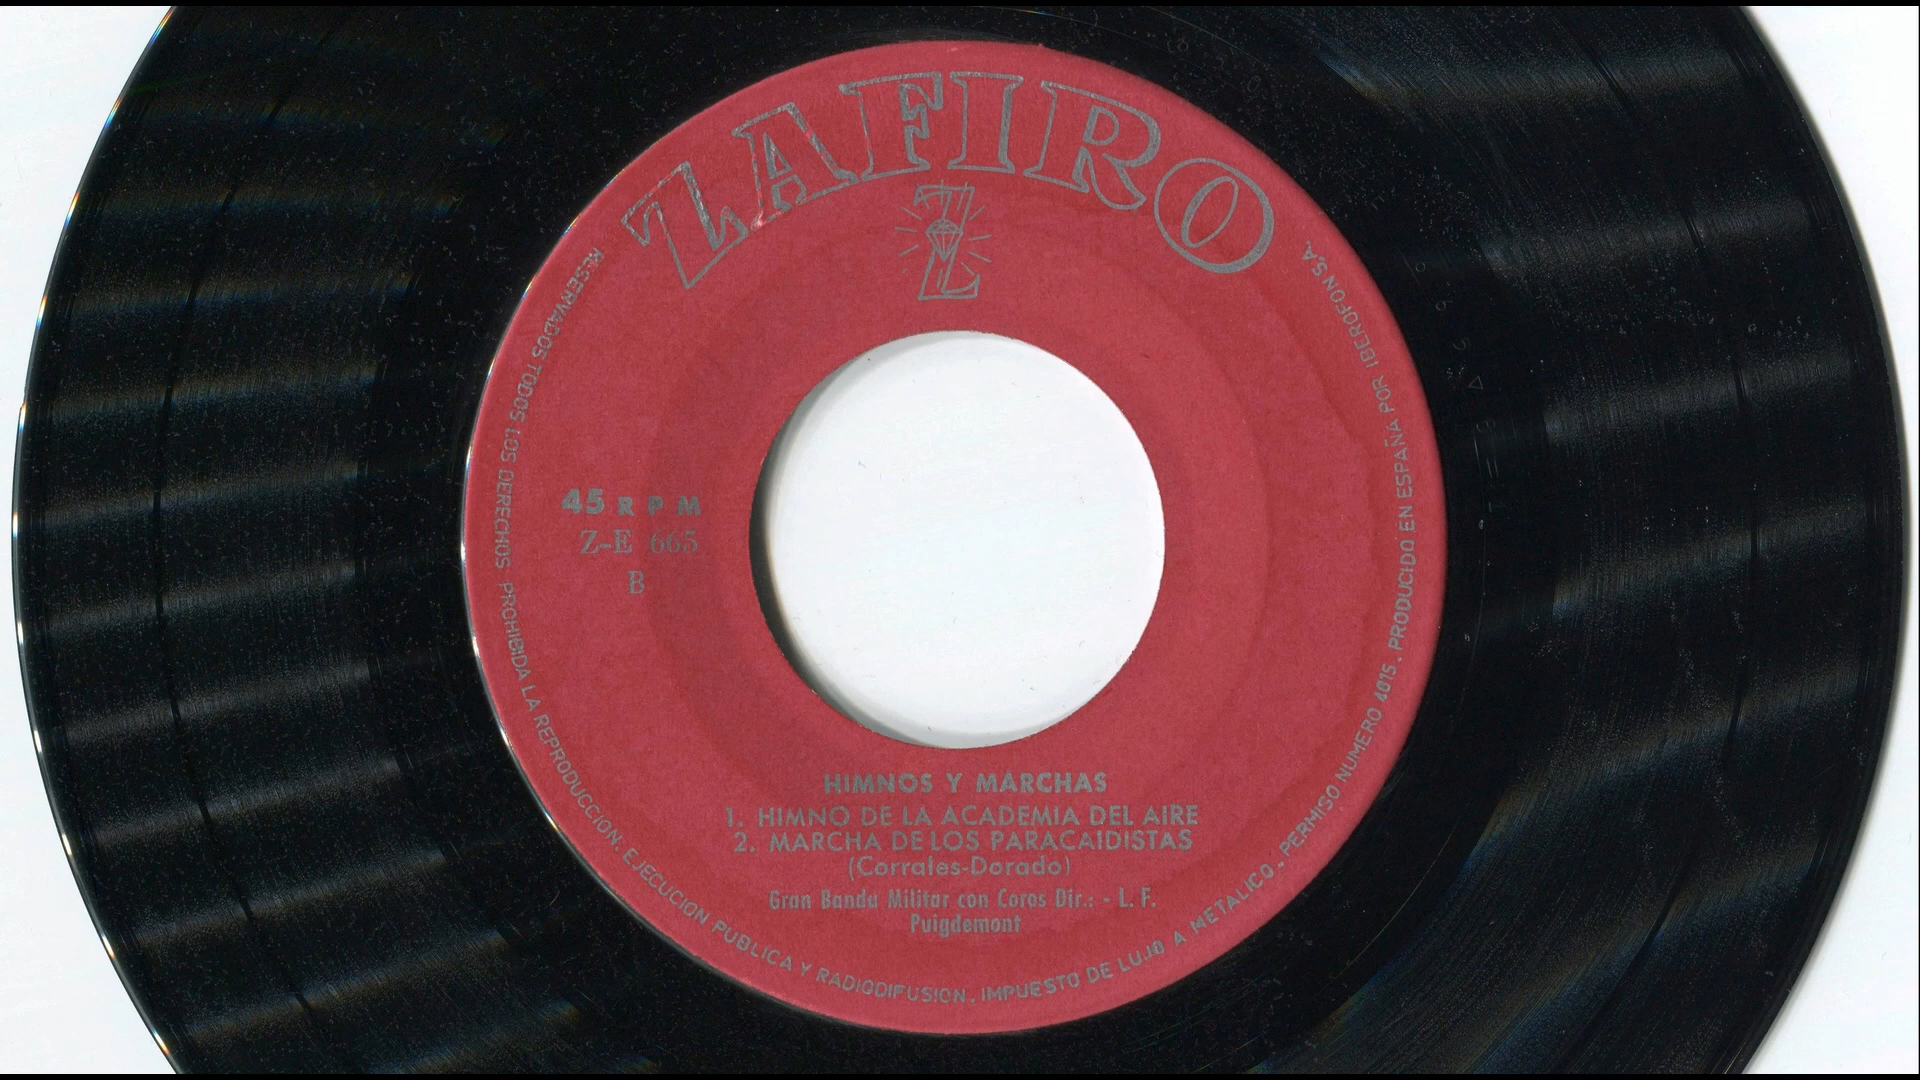 ZAFIRO
Z
45 R P M
Z-E 665
B
HIMNOS Y MARCHAS
1. HIMNO DE LA ACADEMIA DEL AIRE
2. MARCHA DE LOS PARACAIDISTAS
(Corrales-Dorado)
Gran Banda Militar con Coros Dir.: - L. F.
Puigdemont
RESERVADOS TODOS LOS DERECHOS PROHIBIDA LA REPRODUCCION. EJECUCION PUBLICA Y RADIODIFUSION. IMPUESTO DE LUJO A METALICO. PERMISO NUMERO 4015. PRODUCIDO EN ESPAÑA POR IBEROFON S.A.